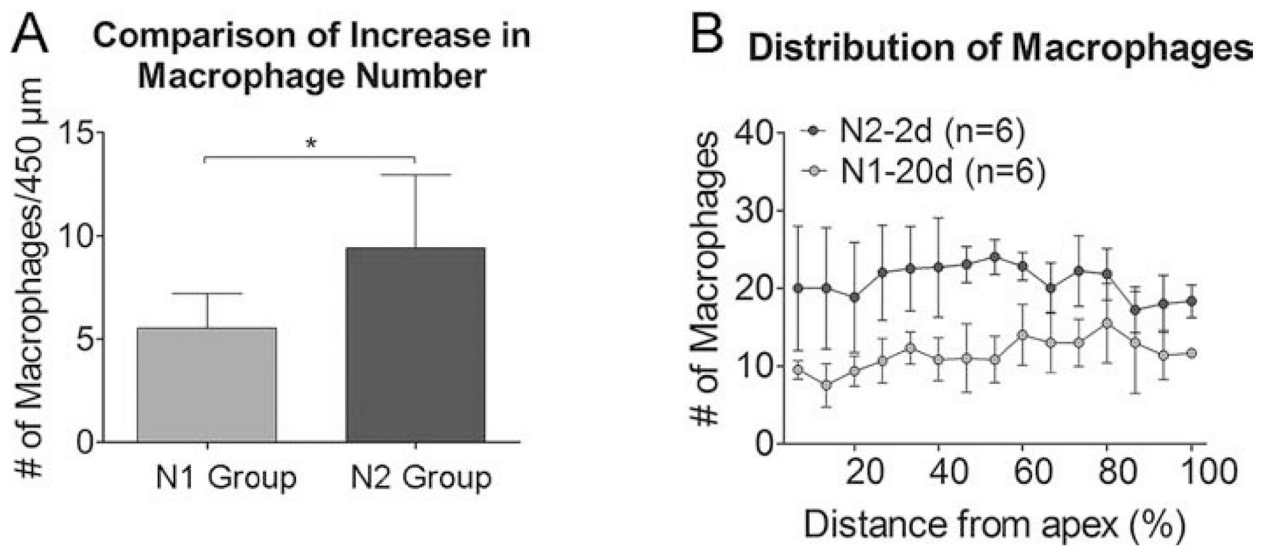 A
Comparison of Increase in
Macrophage Number
# of Macrophages/450 µm
15
10
5
0
*
N1 Group
N2 Group
B
Distribution of Macrophages
# of Macrophages
40
30
20
10
0
N2-2d (n=6)
N1-20d (n=6)
20
40
60
80
100
Distance from apex (%)